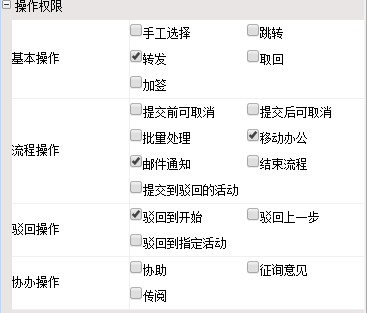 操作权限
手工选择 跳转
基本操作 转发 取回
加签
提交前可取消 提交后可取消
批量处理 移动办公
流程操作 邮件通知 结束流程
提交到驳回的活动
驳回操作 驳回到开始 驳回上一步
驳回到指定活动
协办操作 协助 征询意见
传阅